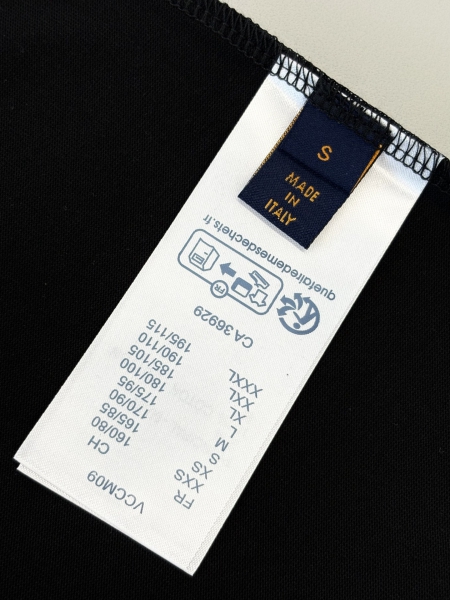 S
MADE
IN
ITALY
VCCM09
FR CH
XXS 160/80
XS 165/85
S 170/90
M 175/95
L 180/100
XL 185/105
XXL 190/110
XXXL 195/115
CA 36929
FR
quefairedemesdechets.fr